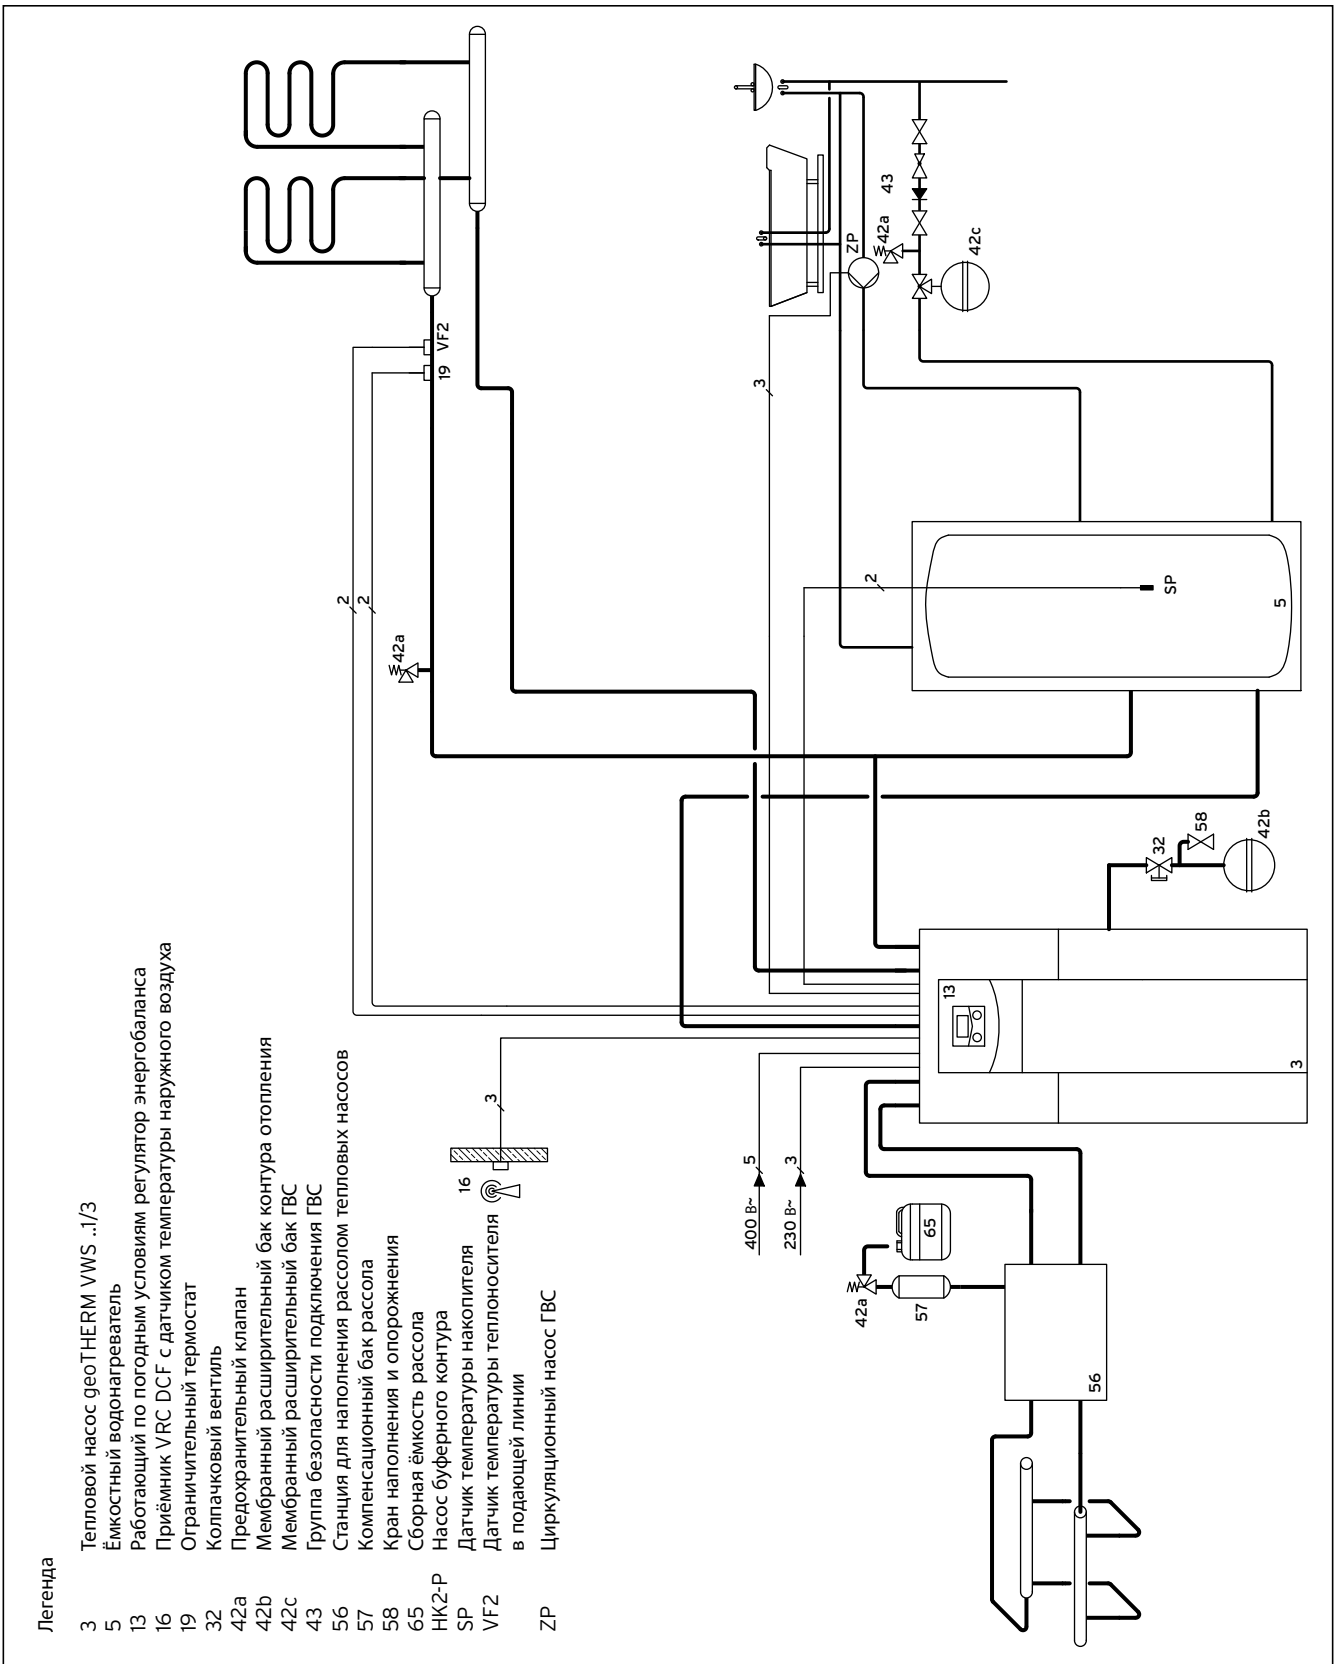 Легенда
3 Тепловой насос geoTHERM VWS ..1/3
5 Ёмкостный водонагреватель
13 Работающий по погодным условиям регулятор энергобаланса
16 Приёмник VRC DCF с датчиком температуры наружного воздуха
19 Ограничительный термостат
32 Колпачковый вентиль
42a Предохранительный клапан
42b Мембранный расширительный бак контура отопления
42c Мембранный расширительный бак ГВС
43 Группа безопасности подключения ГВС
56 Станция для наполнения рассолом тепловых насосов
57 Компенсационный бак рассола
58 Кран наполнения и опорожнения
65 Сборная ёмкость рассола
HK2-P Насос буферного контура
SP Датчик температуры накопителя
VF2 Датчик температуры теплоносителя
в подающей линии
ZP Циркуляционный насос ГВС
16
3
2
2
42a
19
VF2
400 В~
5
230 В~
3
3
ZP
42a
43
42c
2
SP
5
13
3
32
58
42b
42a
57
65
56